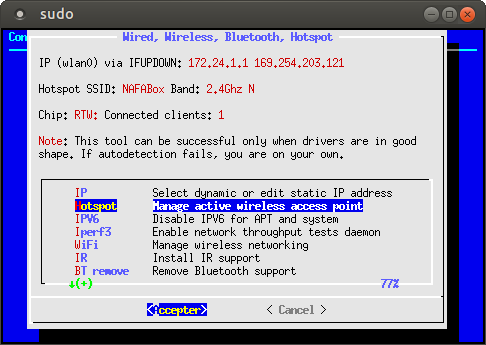 sudo
Con
Wired, Wireless, Bluetooth, Hotspot
IP (wlan0) via IFUPDOWN: 172.24.1.1 169.254.203.121
Hotspot SSID: NAFABox Band: 2.4Ghz N
Chip: RTW: Connected clients: 1
Note: This tool can be successful only when drivers are in good
shape. If autodetection fails, you are on your own.
IP Select dynamic or edit static IP address
Hotspot Manage active wireless access point
IPV6 Disable IPV6 for APT and system
Iperf3 Enable network throughput tests daemon
WiFi Manage wireless networking
IR Install IR support
BT remove Remove Bluetooth support
↓(+) 77%
<Accepter> < Cancel >